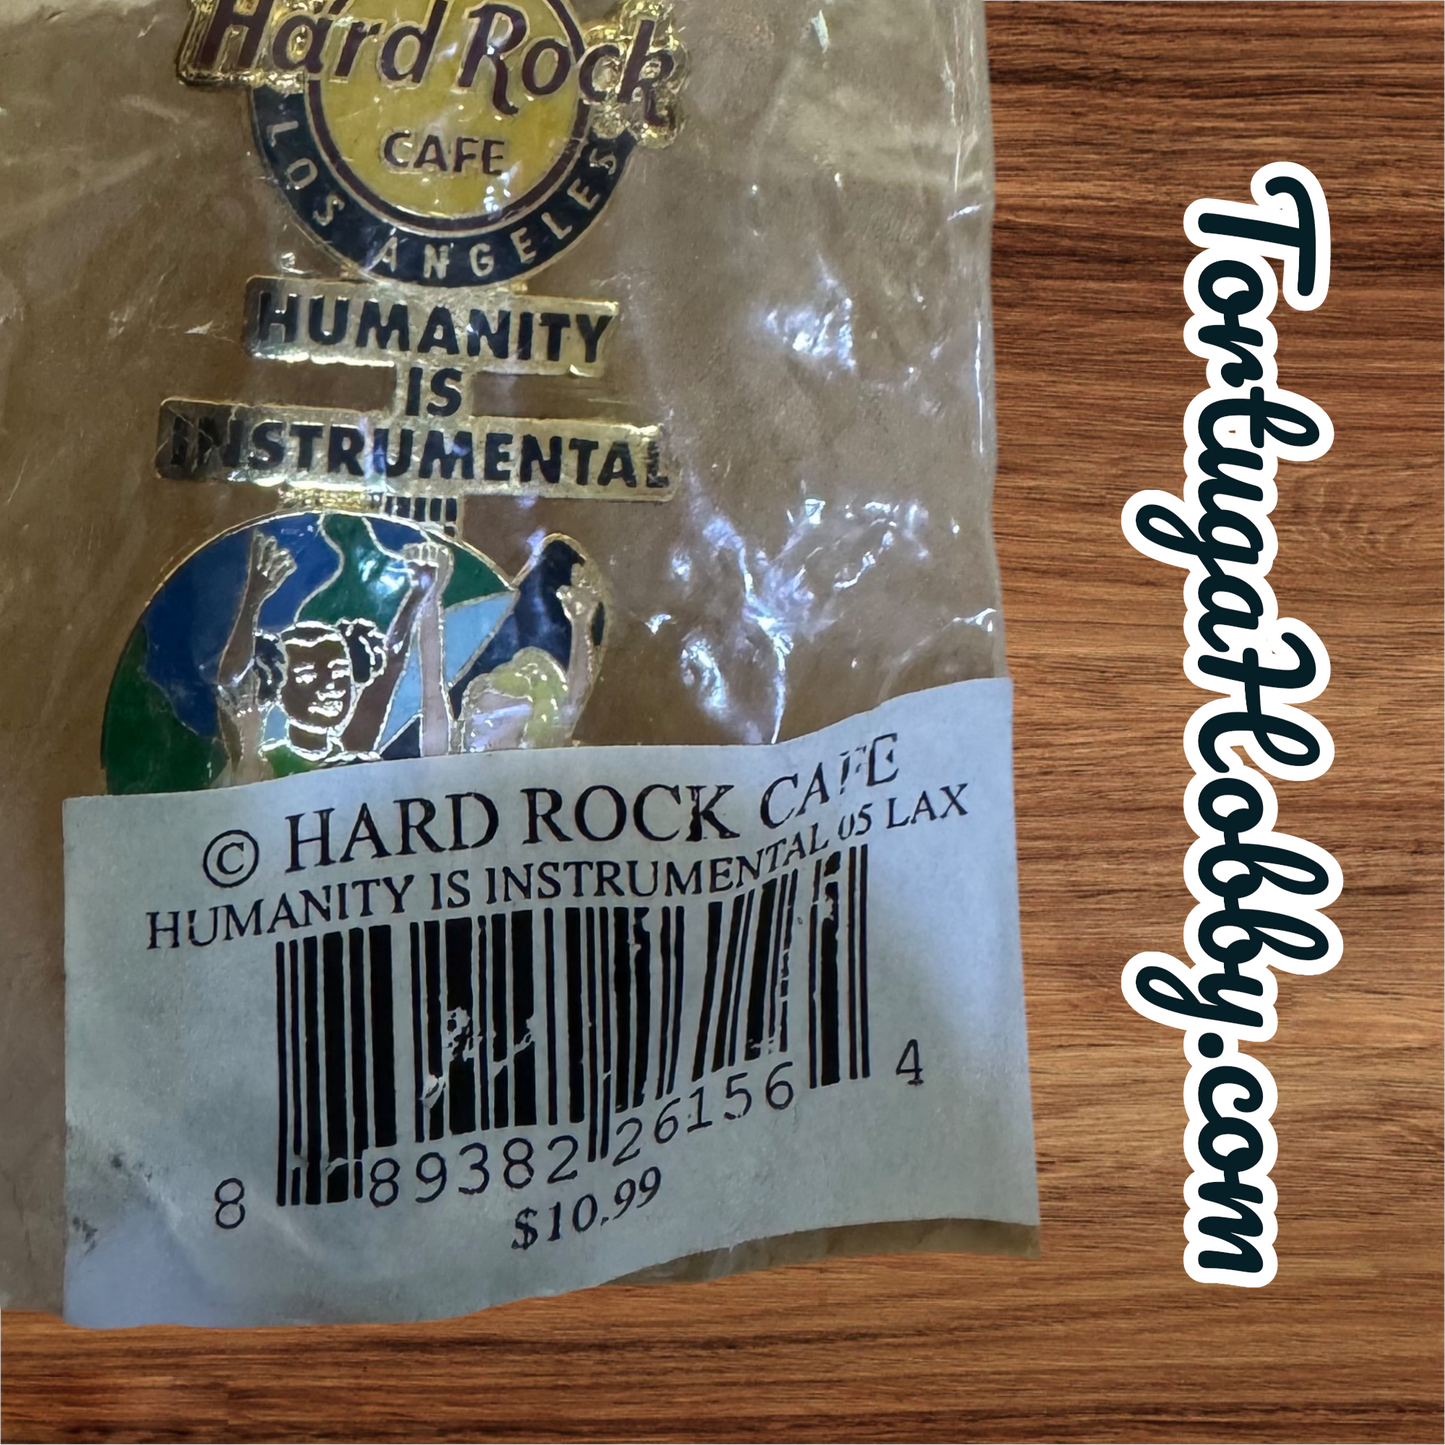 Hard Rock
CAFE
LOS ANGELES
HUMANITY
IS
INSTRUMENTAL
© HARD ROCK CAFE
HUMANITY IS INSTRUMENTAL 05 LAX
8 89382 26156 4
$10.99
TortugaHobby.com